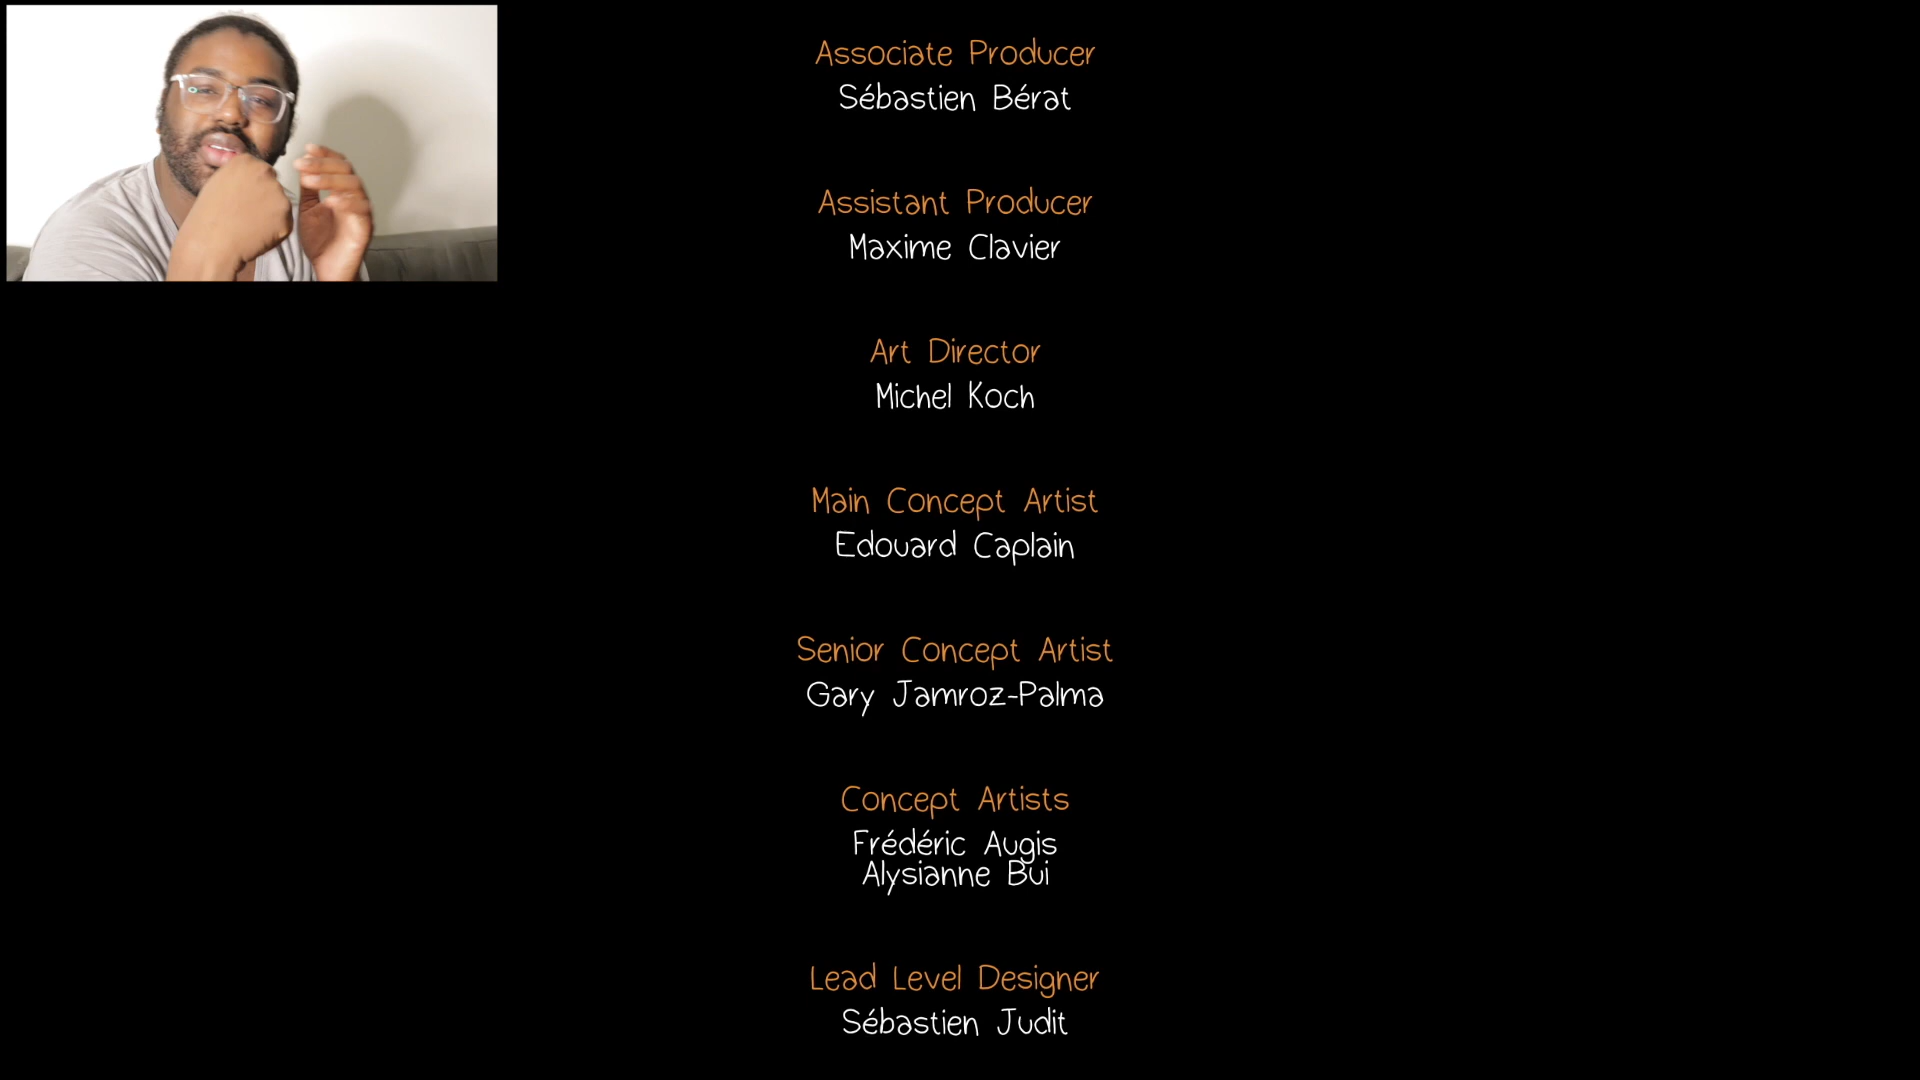 Associate Producer
Sébastien Bérat
Assistant Producer
Maxime Clavier
Art Director
Michel Koch
Main Concept Artist
Edouard Caplain
Senior Concept Artist
Gary Jamroz-Palma
Concept Artists
Frédéric Augis
Alysianne Bui
Lead Level Designer
Sébastien Judit